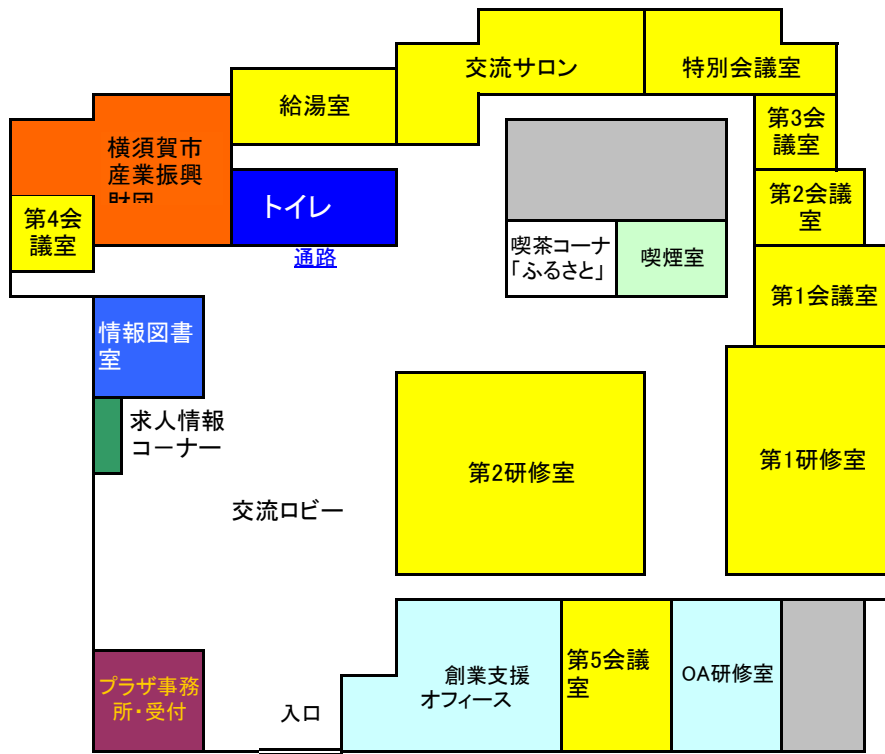 交流サロン
特別会議室
給湯室
第3会
議室
横須賀市
産業振興
財団
トイレ
第2会議
室
第4会
議室
通路
喫茶コーナ
「ふるさと」
喫煙室
第1会議室
情報図書
室
求人情報
コーナー
第2研修室
第1研修室
交流ロビー
プラザ事務
所・受付
入口
創業支援
オフィース
第5会議
室
OA研修室